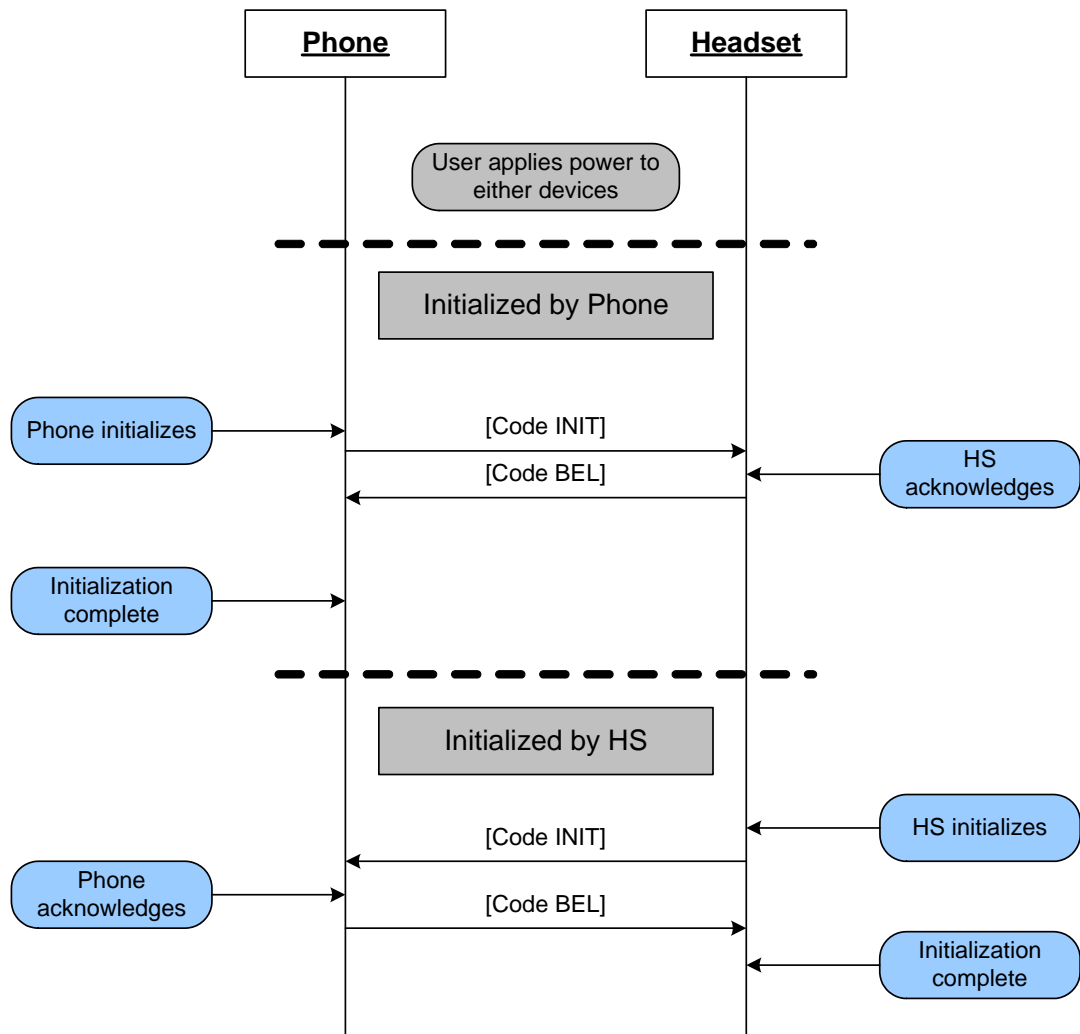 Phone
Headset
User applies power to
either devices
Initialized by Phone
Phone initializes
[Code INIT]
[Code BEL]
HS
acknowledges
Initialization
complete
Initialized by HS
HS initializes
[Code INIT]
Phone
acknowledges
[Code BEL]
Initialization
complete